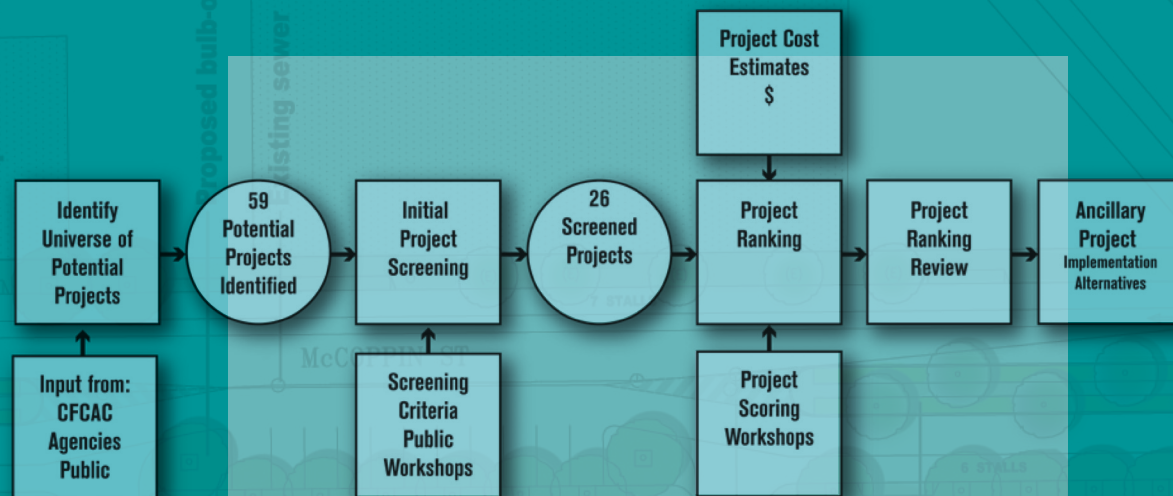 Proposed bulb-o
Existing sewer
Project Cost
Estimates
$
Identify
Universe of
Potential
Projects
59
Potential
Projects
Identified
Initial
Project
Screening
26
Screened
Projects
Project
Ranking
Project
Ranking
Review
Ancillary
Project
Implementation
Alternatives
7 STALLS
McCOPPIN ST
Input from:
CFCAC
Agencies
Public
Screening
Criteria
Public
Workshops
Project
Scoring
Workshops
6 STALLS